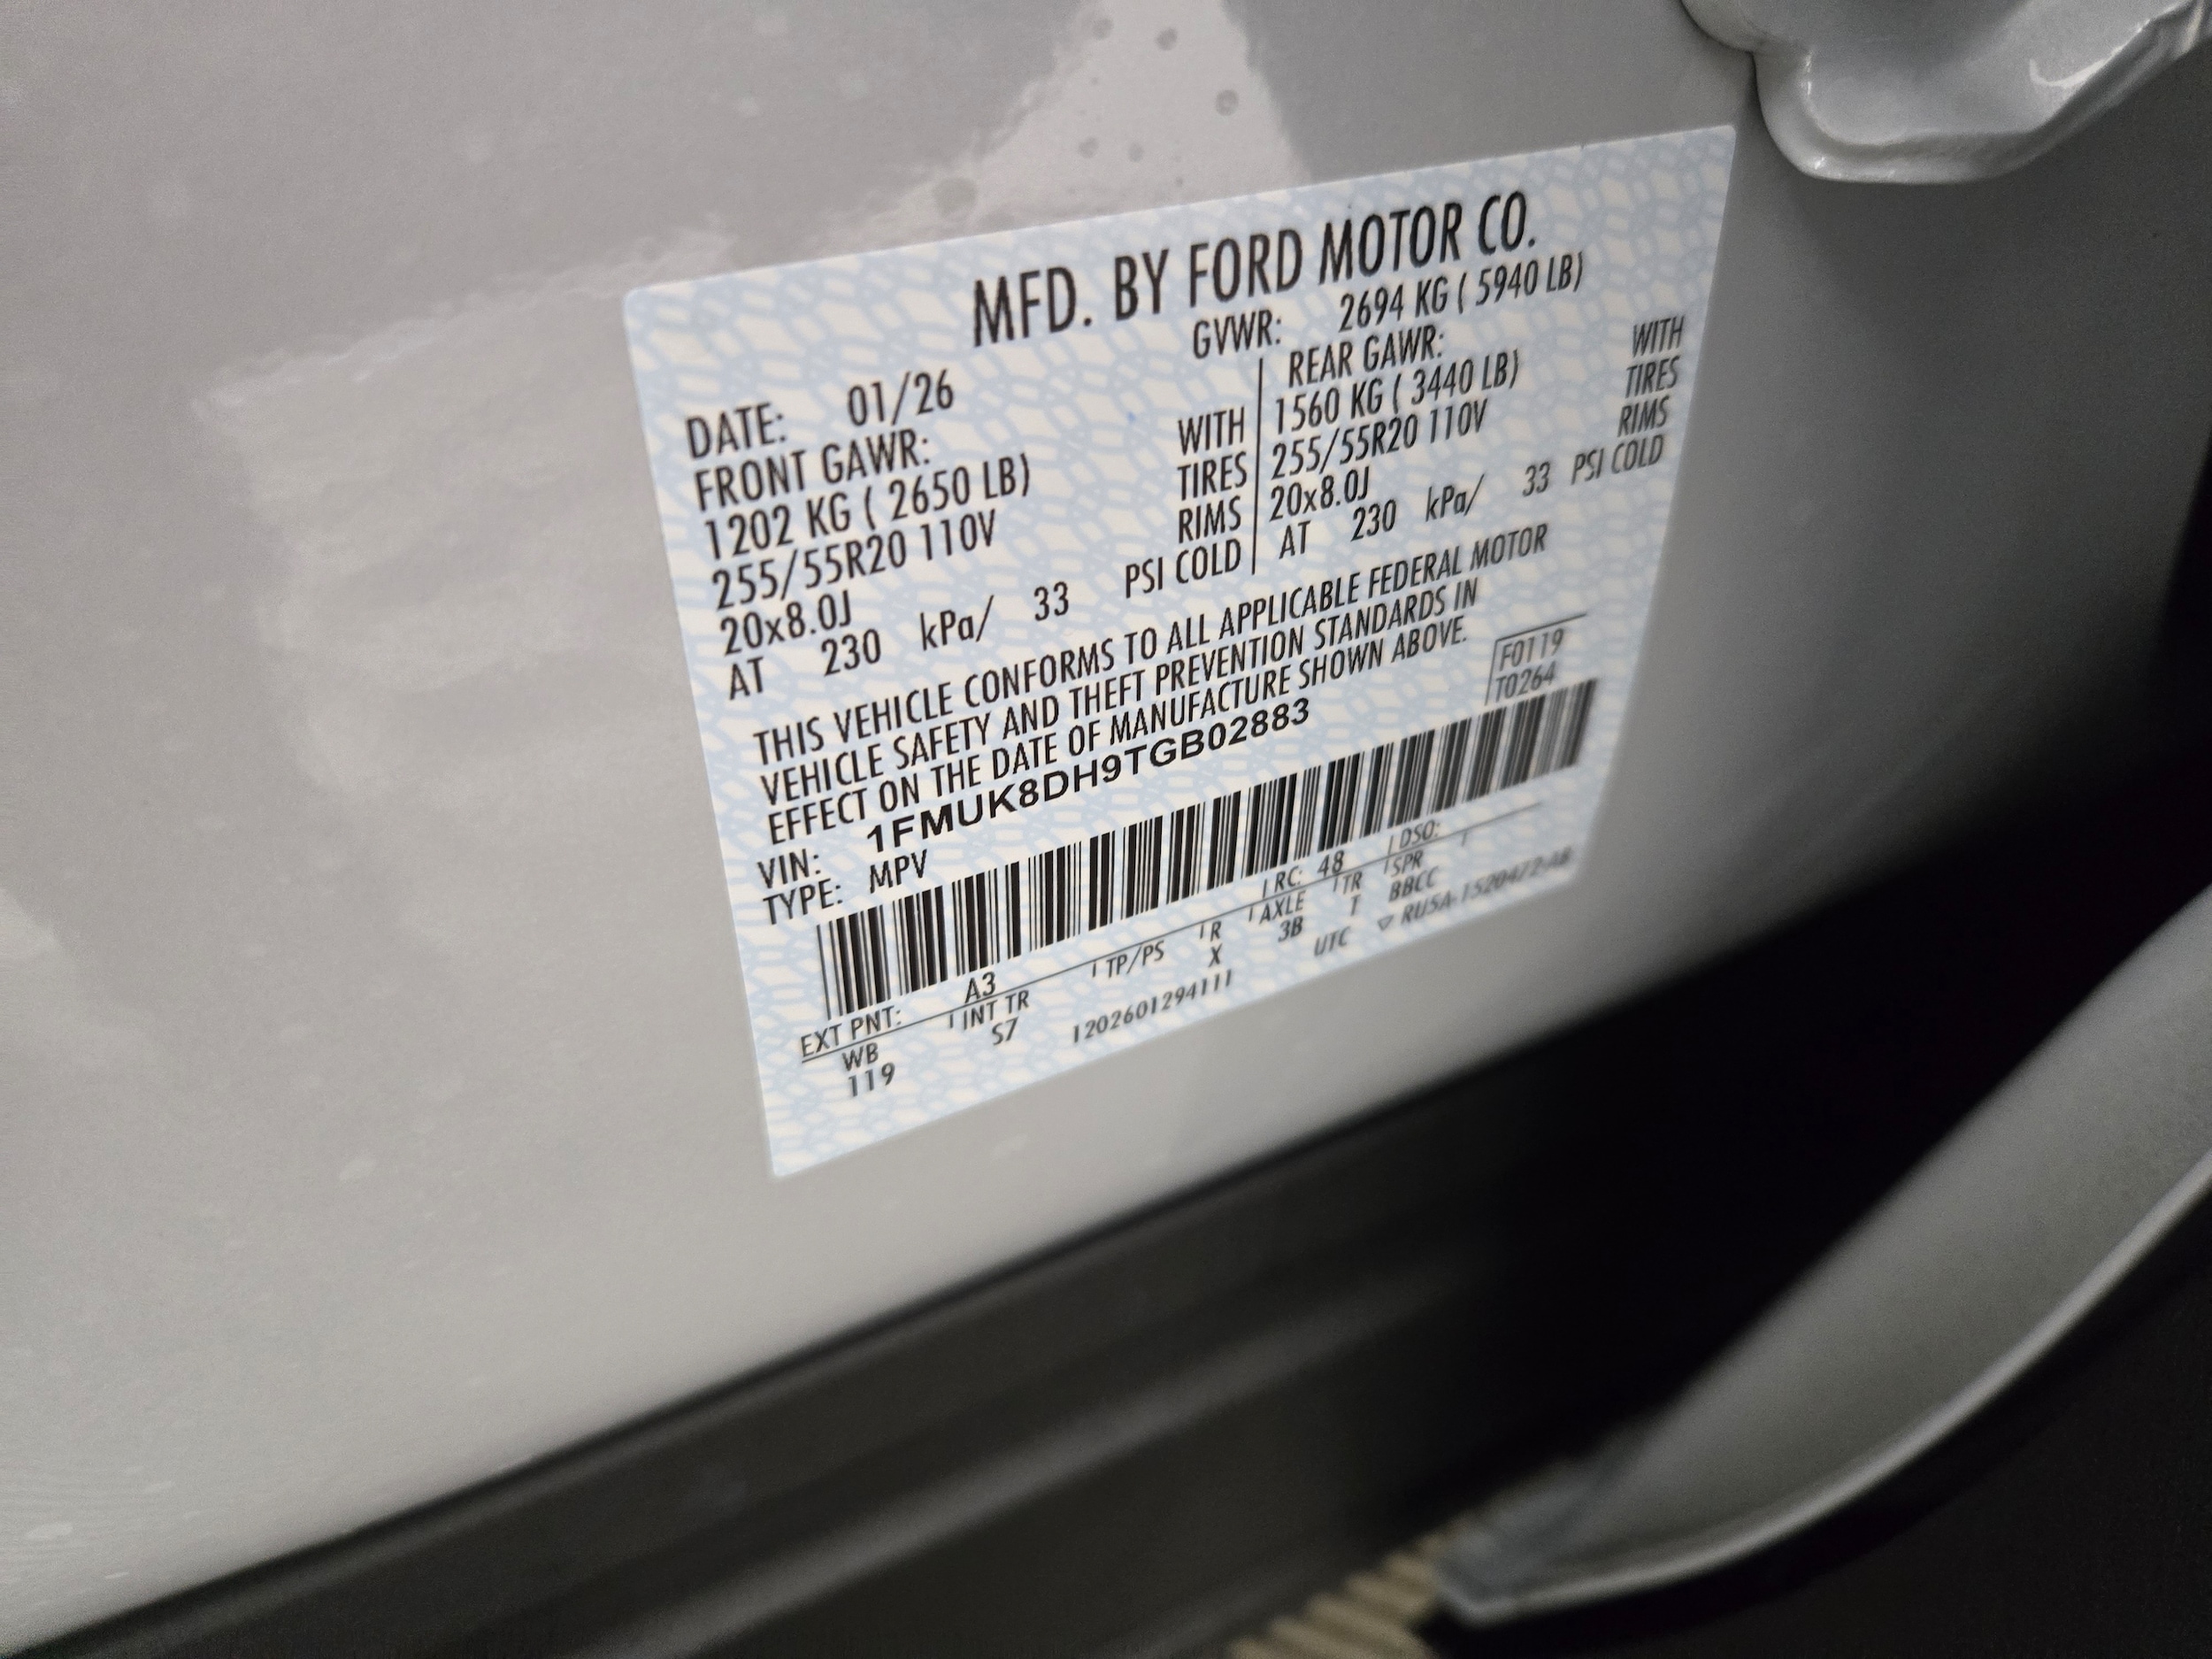 MFD. BY FORD MOTOR CO.
DATE: 01/26 GVWR: 2694 KG ( 5940 LB)
FRONT GAWR: REAR GAWR:
1202 KG ( 2650 LB) WITH 1560 KG ( 3440 LB) WITH
255/55R20 110V TIRES 255/55R20 110V TIRES
20x8.0J RIMS 20x8.0J RIMS
AT 230 kPa/ 33 PSI COLD AT 230 kPa/ 33 PSI COLD
THIS VEHICLE CONFORMS TO ALL APPLICABLE FEDERAL MOTOR
VEHICLE SAFETY AND THEFT PREVENTION STANDARDS IN
EFFECT ON THE DATE OF MANUFACTURE SHOWN ABOVE.
VIN: 1FMUK8DH9TGB02883 F0119
TYPE: MPV T0264
EXT PNT: A3 RC: 48 DSO:
WB INT TR TP/PS R AXLE TR SPR
119 S7 X 3B T BBCC
1202601294111 UTC ▽ RU5A-1520472-AB